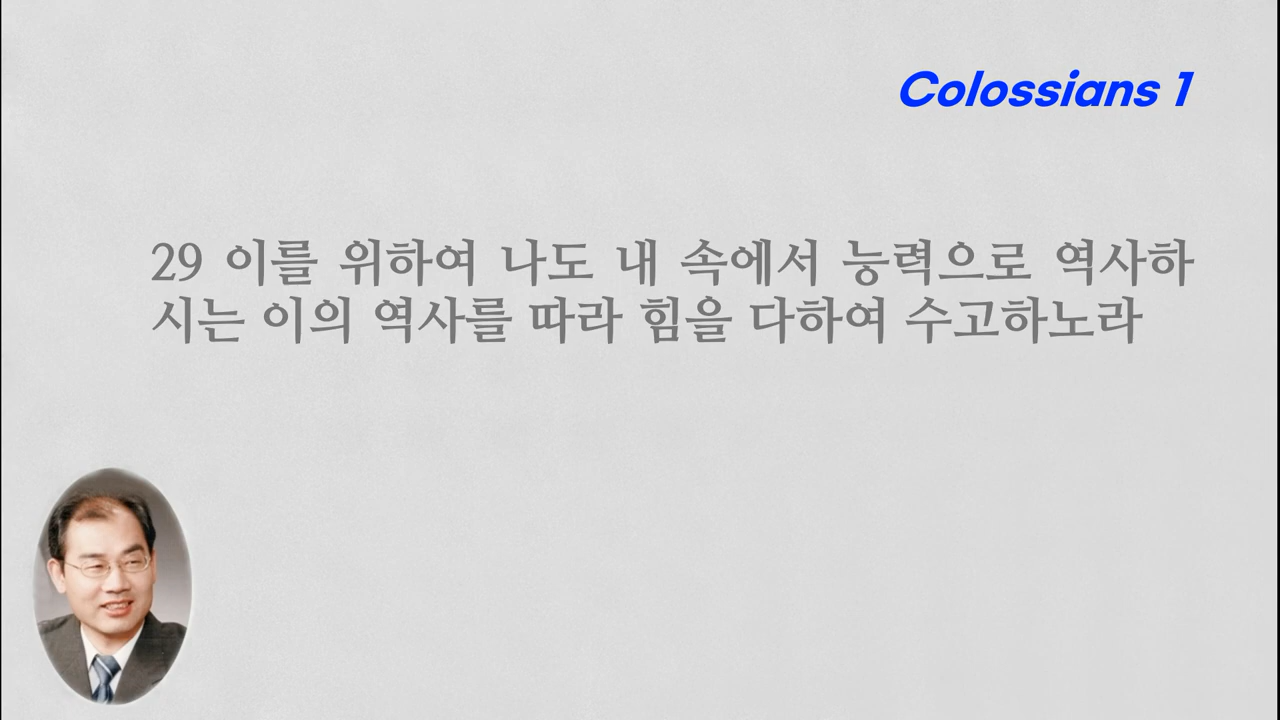 Colossians 1
29 이를 위하여 나도 내 속에서 능력으로 역사하
시는 이의 역사를 따라 힘을 다하여 수고하노라